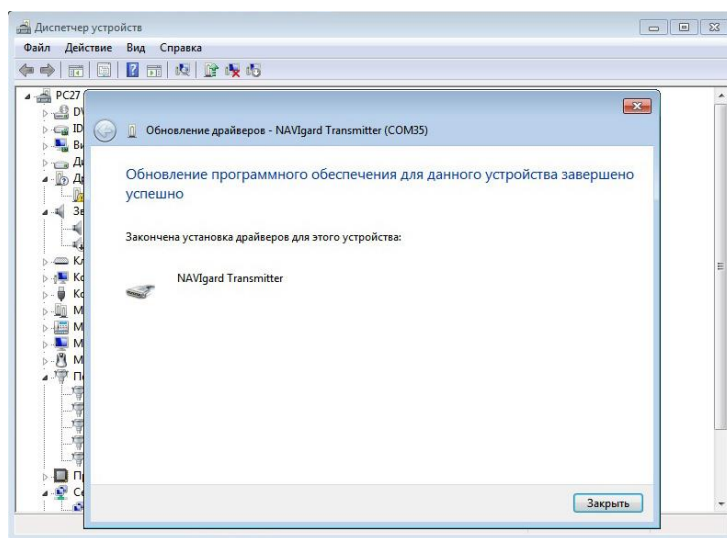 Диспетчер устройств
Файл Действие Вид Справка
PC27
Обновление драйверов - NAVIgard Transmitter (COM35)
Обновление программного обеспечения для данного устройства завершено
успешно
Закончена установка драйверов для этого устройства:
NAVIgard Transmitter
Закрыть